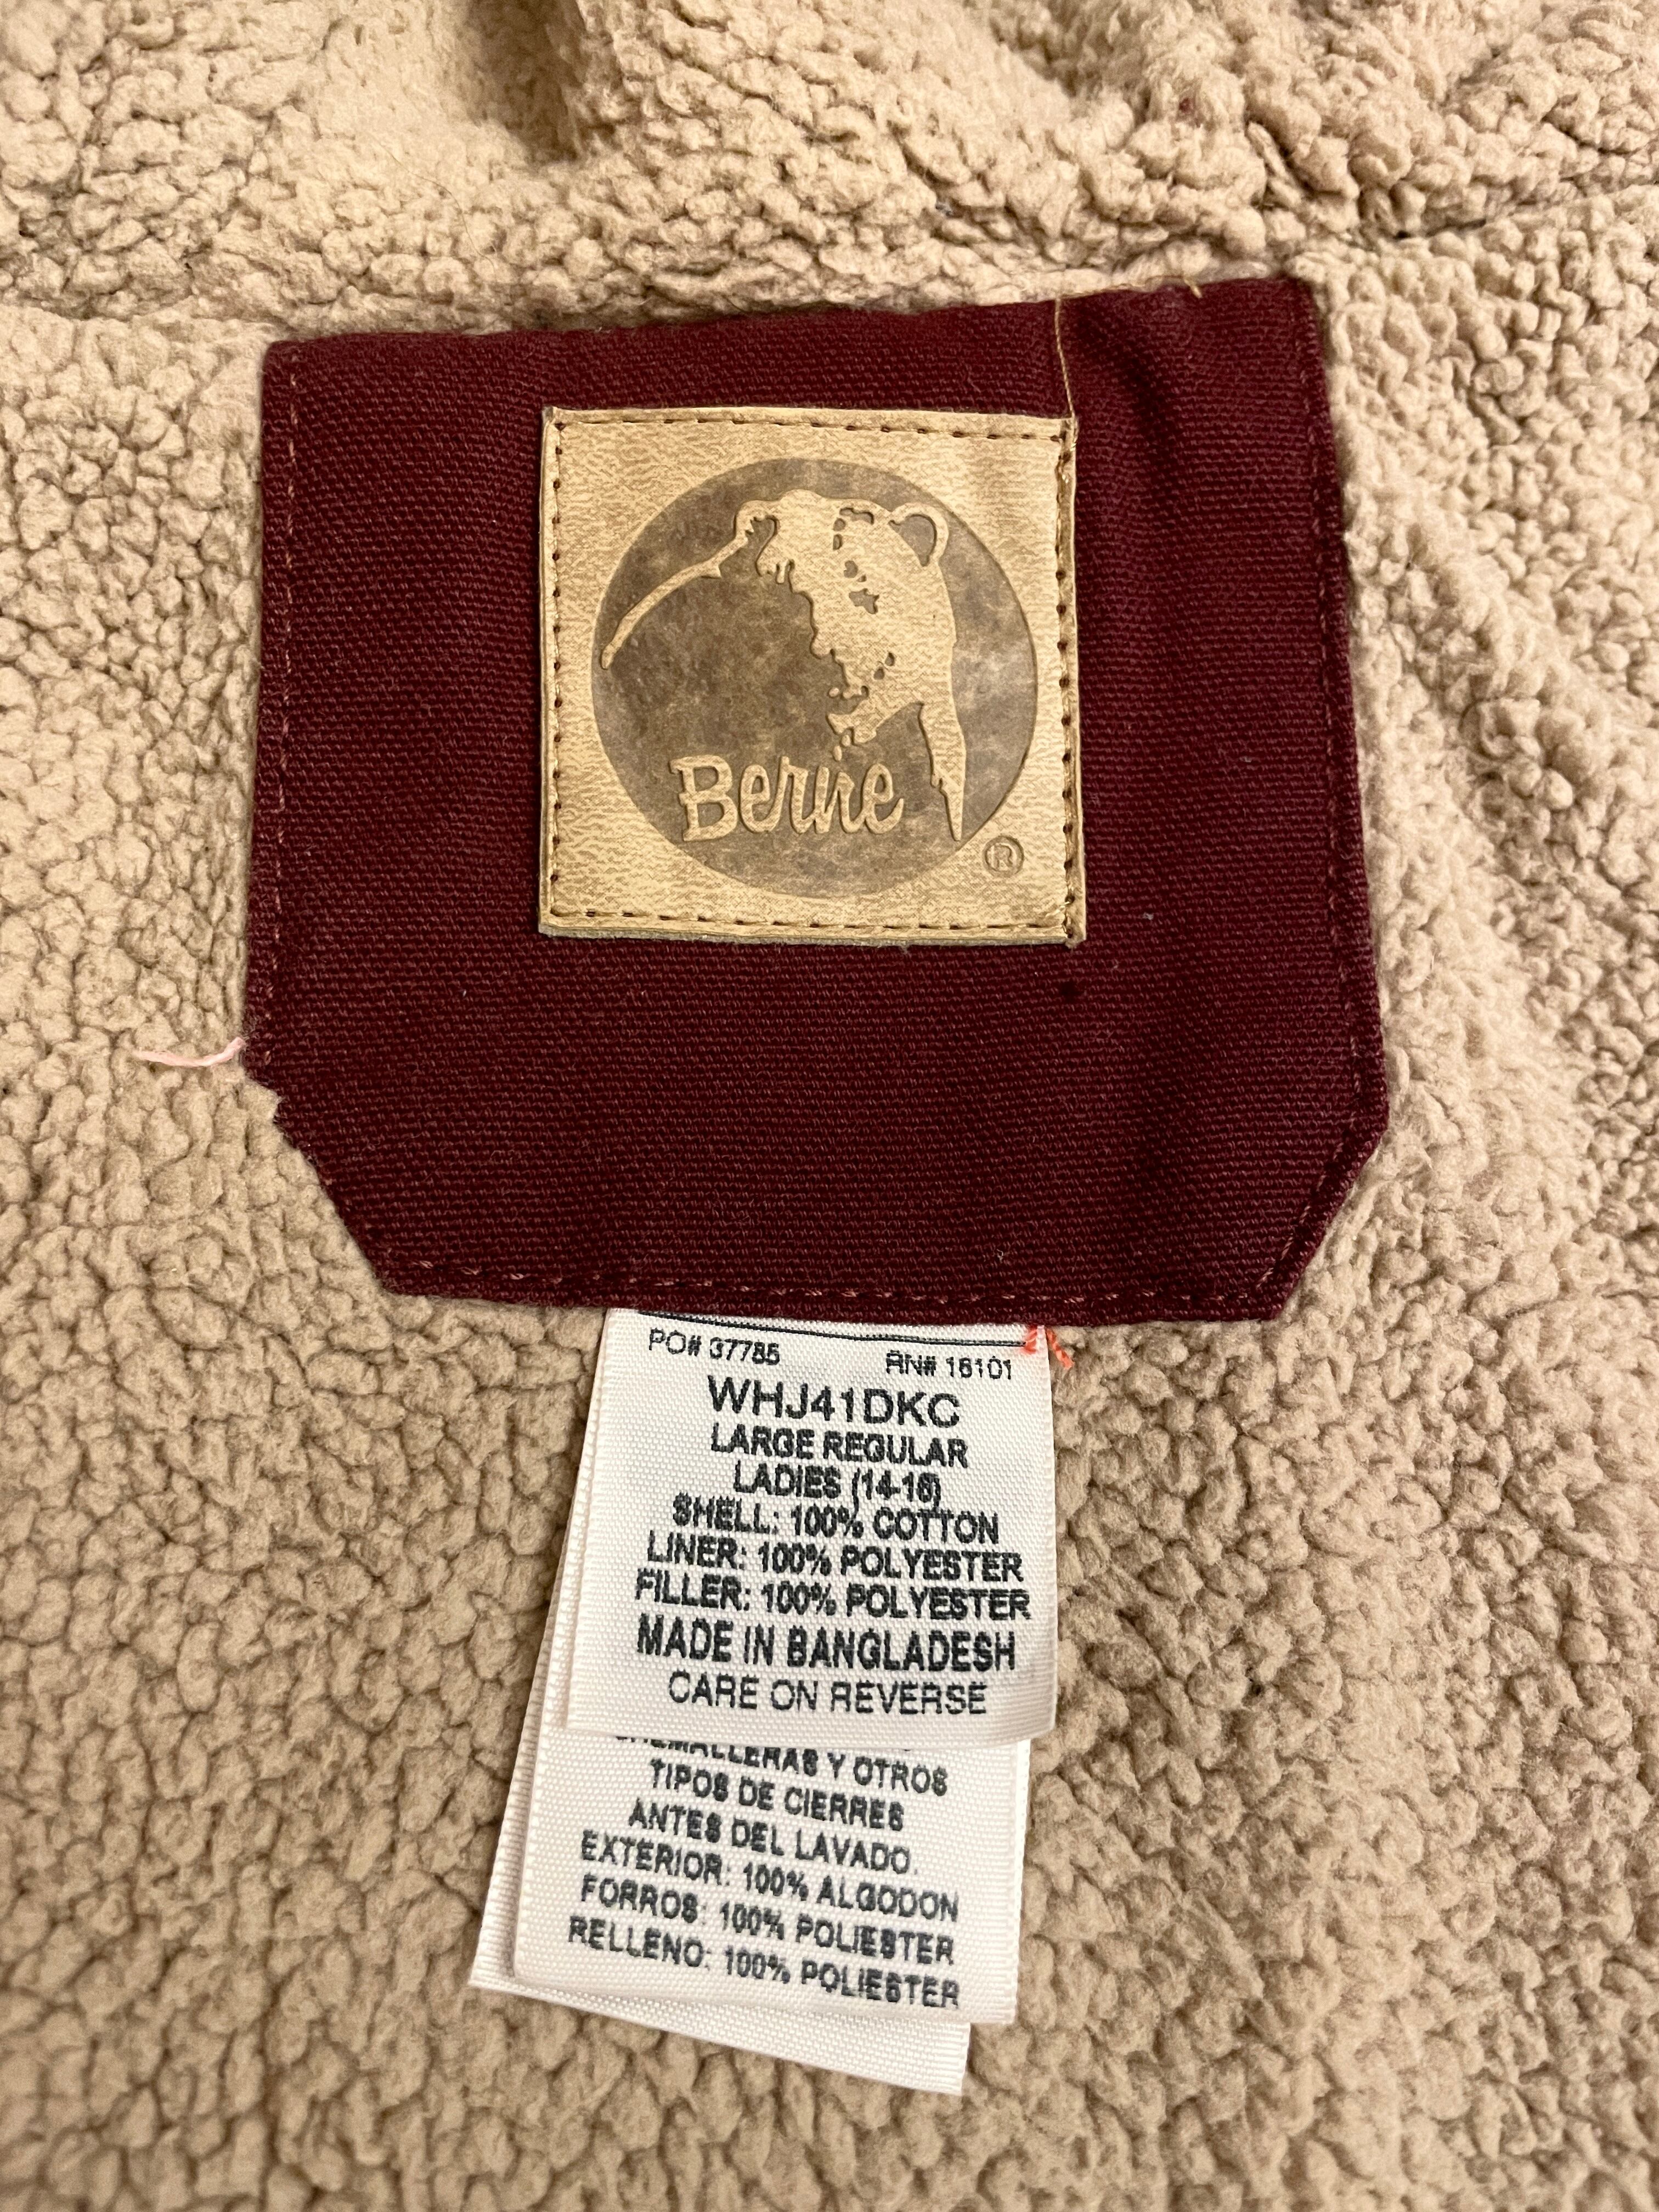 Berne
®
PO# 37785 RN# 16101
WHJ41DKC
LARGE REGULAR
LADIES (14-16)
SHELL: 100% COTTON
LINER: 100% POLYESTER
FILLER: 100% POLYESTER
MADE IN BANGLADESH
CARE ON REVERSE
Y OTROS
TIPOS DE CIERRES
ANTES DEL LAVADO.
EXTERIOR: 100% ALGODON
FORROS: 100% POLIESTER
RELLENO: 100% POLIESTER